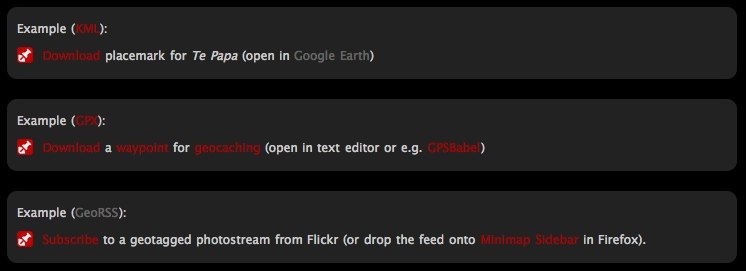 Example (KML):
Download placemark for Te Papa (open in Google Earth)
Example (GPX):
Download a waypoint for geocaching (open in text editor or e.g. GPSBabel)
Example (GeoRSS):
Subscribe to a geotagged photostream from Flickr (or drop the feed onto Minimap Sidebar in Firefox).